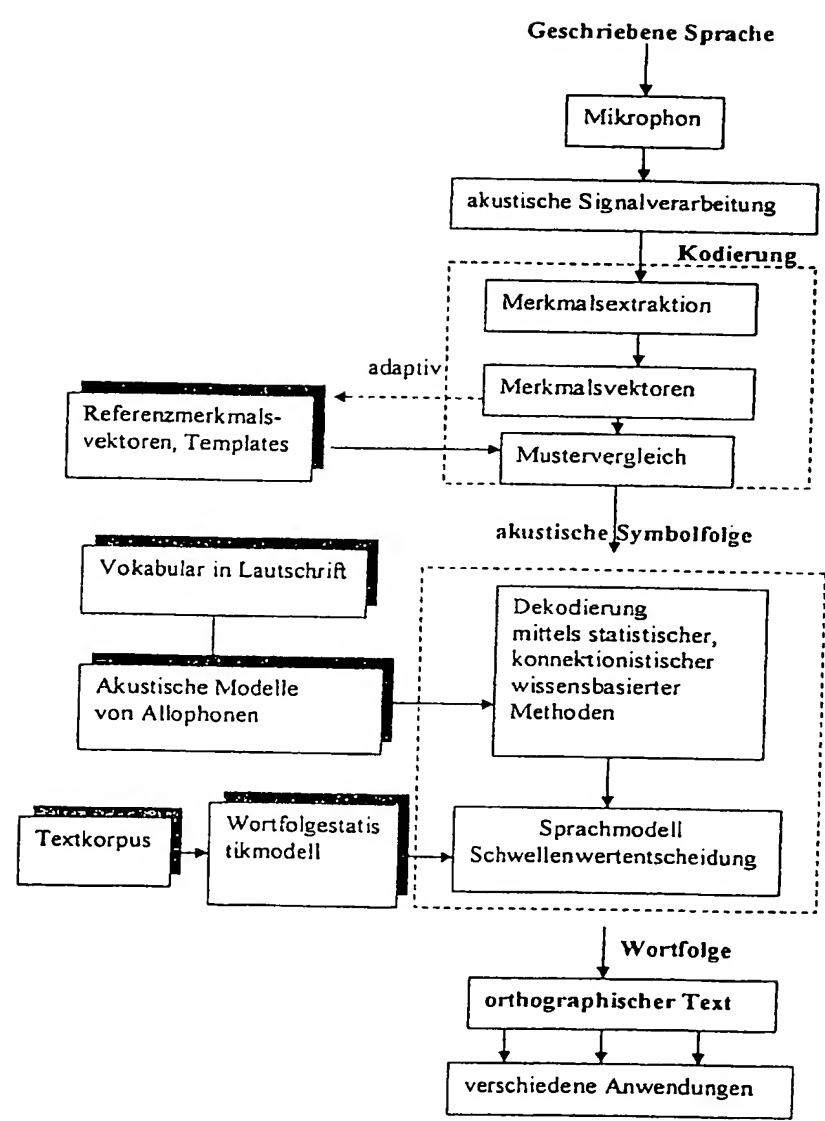 Geschriebene Sprache
Mikrophon
akustische Signalverarbeitung
Kodierung
Merkmalsextraktion
adaptiv
Merkmalsvektoren
Referenzmerkmals-
vektoren, Templates
Mustervergleich
akustische Symbolfolge
Vokabular in Lautschrift
Dekodierung
mittels statistischer,
konnektionistischer
wissensbasierter
Methoden
Akustische Modelle
von Allophonen
Textkorpus
Wortfolgestatis
tikmodell
Sprachmodell
Schwellenwertentscheidung
Wortfolge
orthographischer Text
verschiedene Anwendungen